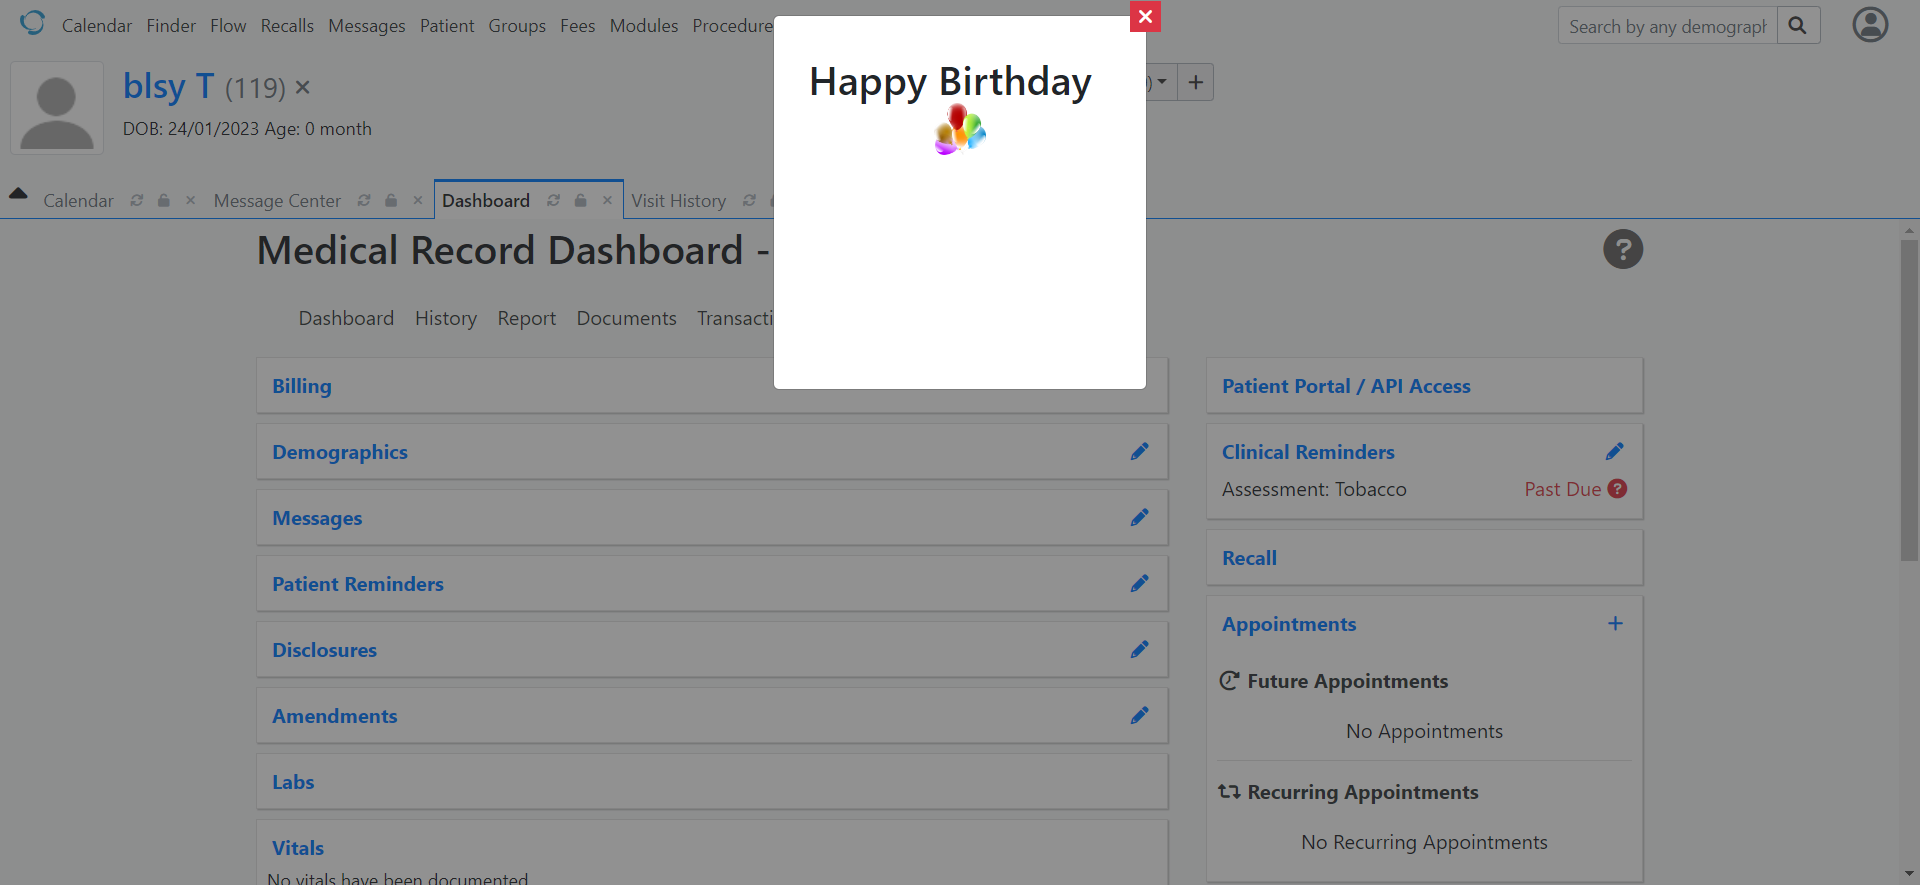 Calendar Finder Flow Recalls Messages Patient Groups Fees Modules Procedure
Search by any demograph
blsy T (119)
DOB: 24/01/2023 Age: 0 month
Happy Birthday
Calendar Message Center Dashboard Visit History
Medical Record Dashboard -
Dashboard History Report Documents Transacti
Billing
Demographics
Messages
Patient Reminders
Disclosures
Amendments
Labs
Vitals
No vitals have been documented
Patient Portal / API Access
Clinical Reminders
Assessment: Tobacco Past Due
Recall
Appointments
Future Appointments
No Appointments
Recurring Appointments
No Recurring Appointments